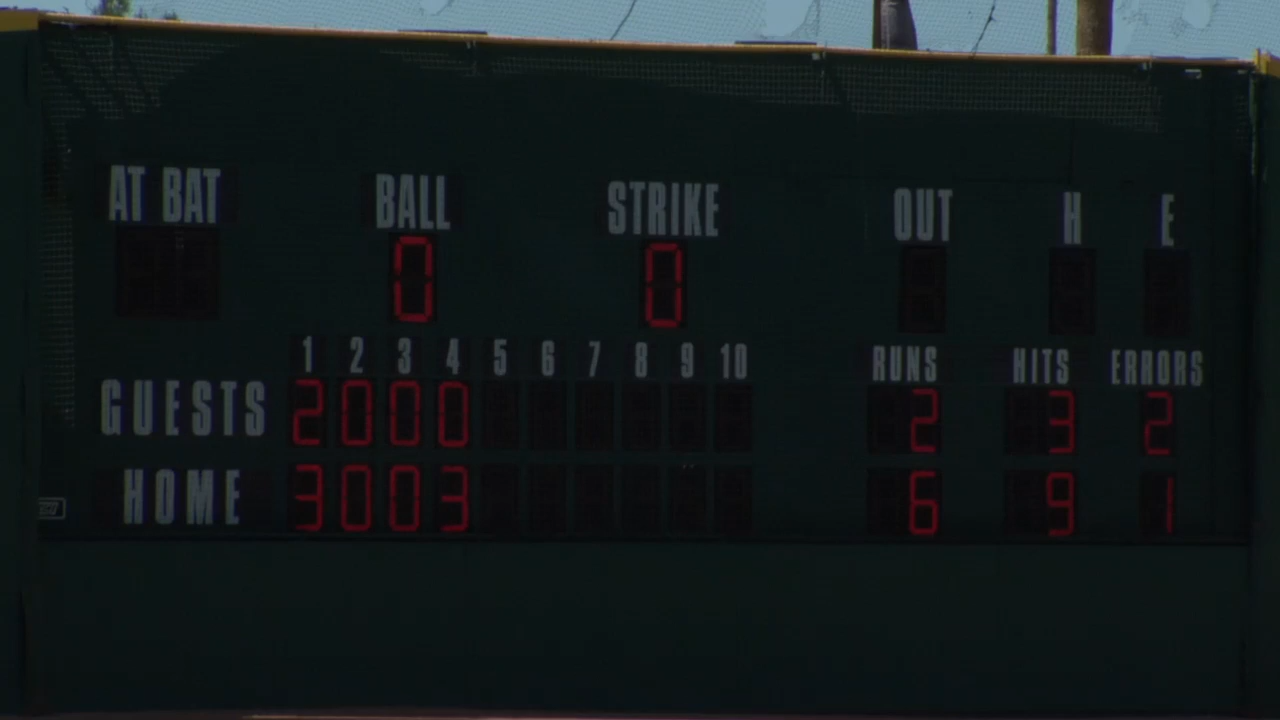 AT BAT BALL STRIKE OUT H E
0 0
1 2 3 4 5 6 7 8 9 10 RUNS HITS ERRORS
GUESTS 2 0 0 0 2 3 2
HOME 3 0 0 3 6 9 1